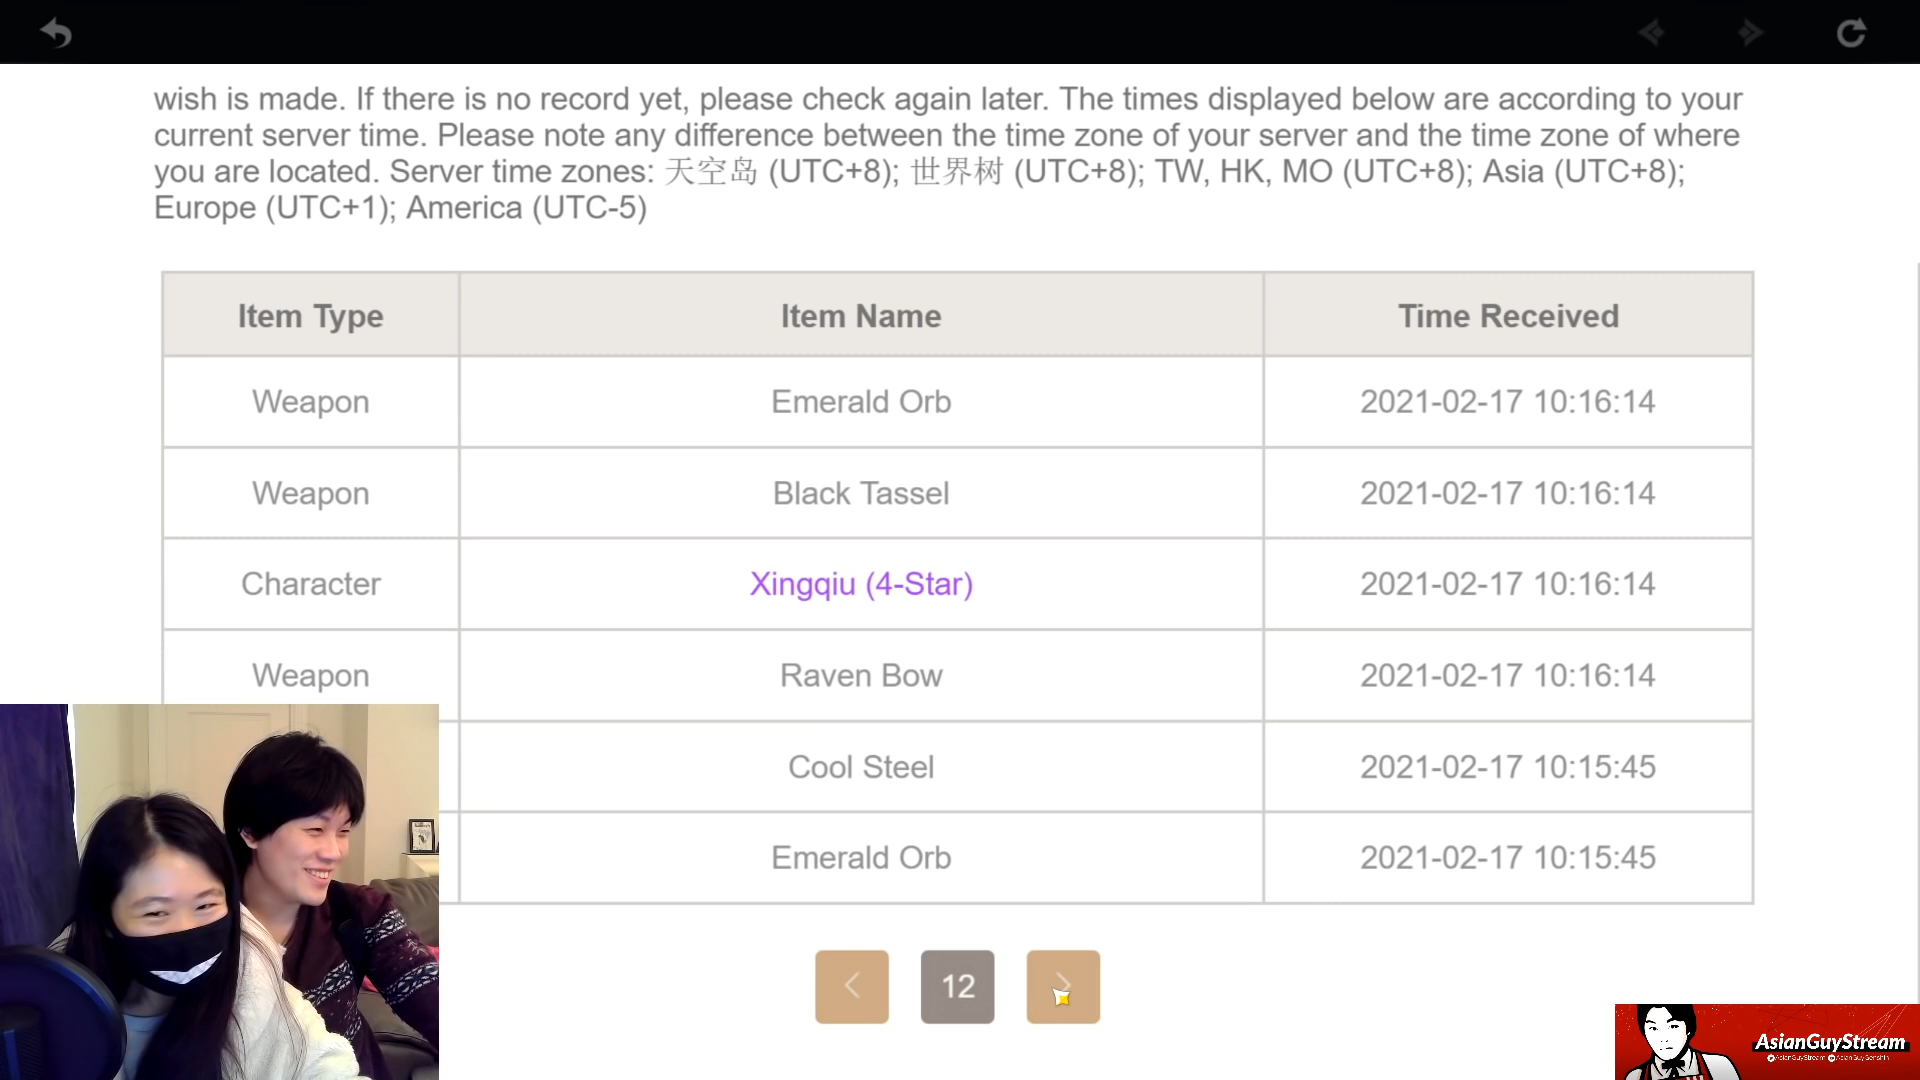 wish is made. If there is no record yet, please check again later. The times displayed below are according to your
current server time. Please note any difference between the time zone of your server and the time zone of where
you are located. Server time zones: 天空岛 (UTC+8); 世界树 (UTC+8); TW, HK, MO (UTC+8); Asia (UTC+8);
Europe (UTC+1); America (UTC-5)
Item Type Item Name Time Received
Weapon Emerald Orb 2021-02-17 10:16:14
Weapon Black Tassel 2021-02-17 10:16:14
Character Xingqiu (4-Star) 2021-02-17 10:16:14
Weapon Raven Bow 2021-02-17 10:16:14
Cool Steel 2021-02-17 10:15:45
Emerald Orb 2021-02-17 10:15:45
12
AsianGuyStream
AsianGuyStream AsianGuyGenshin